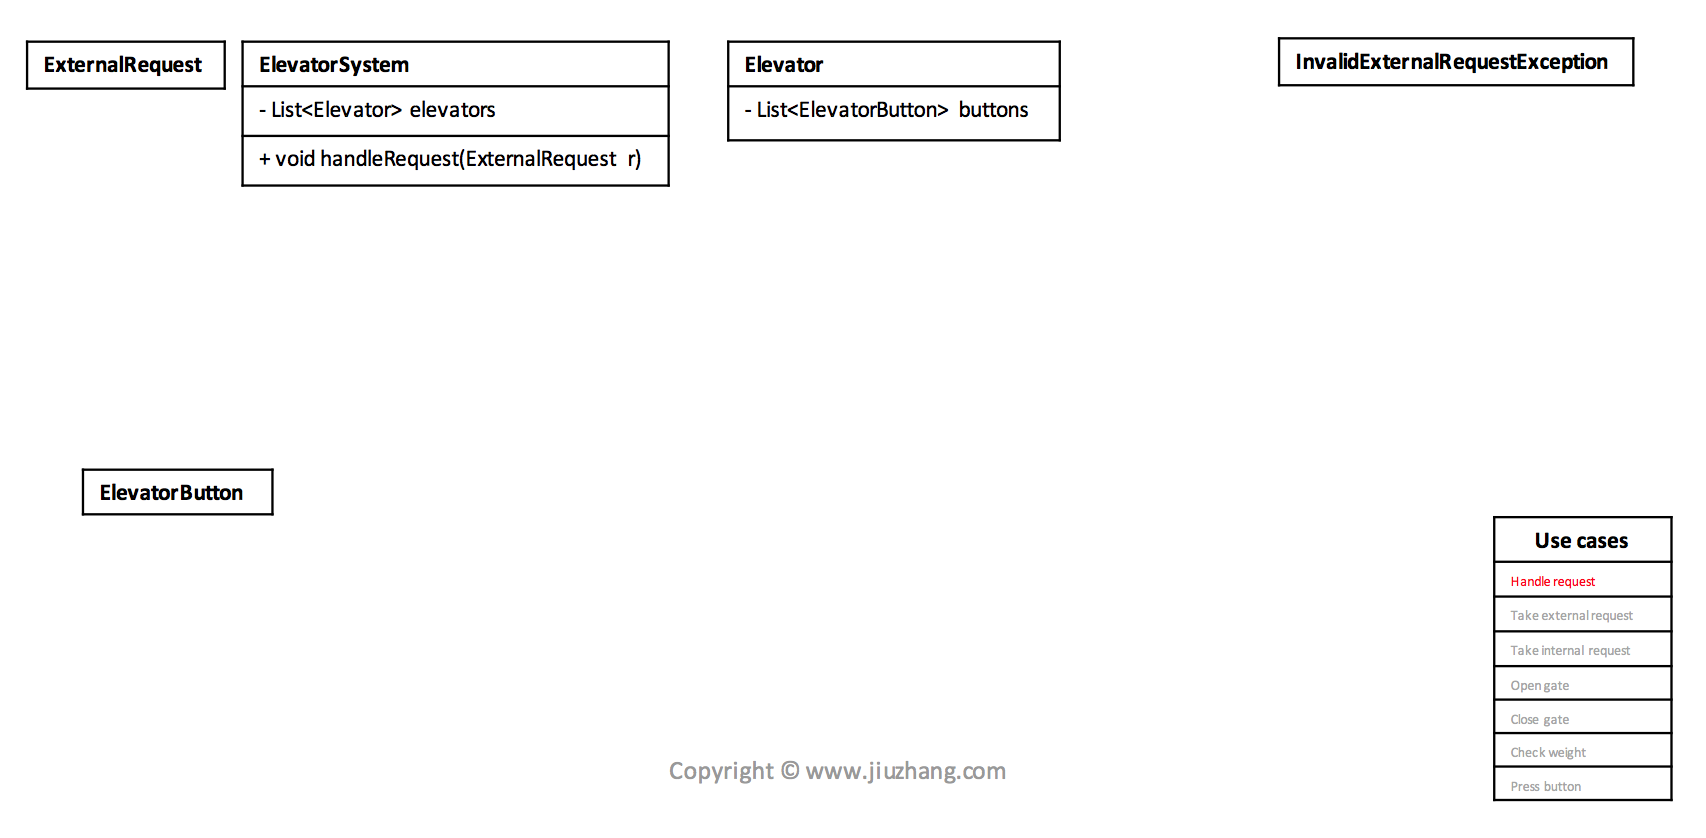 ExternalRequest
ElevatorSystem
- List<Elevator> elevators
+ void handleRequest(ExternalRequest r)
Elevator
- List<ElevatorButton> buttons
InvalidExternalRequestException
ElevatorButton
Use cases
Handle request
Take external request
Take internal request
Open gate
Close gate
Check weight
Press button
Copyright © www.jiuzhang.com